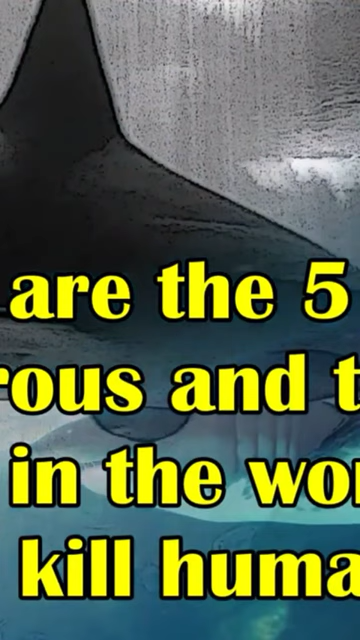 are the 5
rous and t
in the wor
kill huma